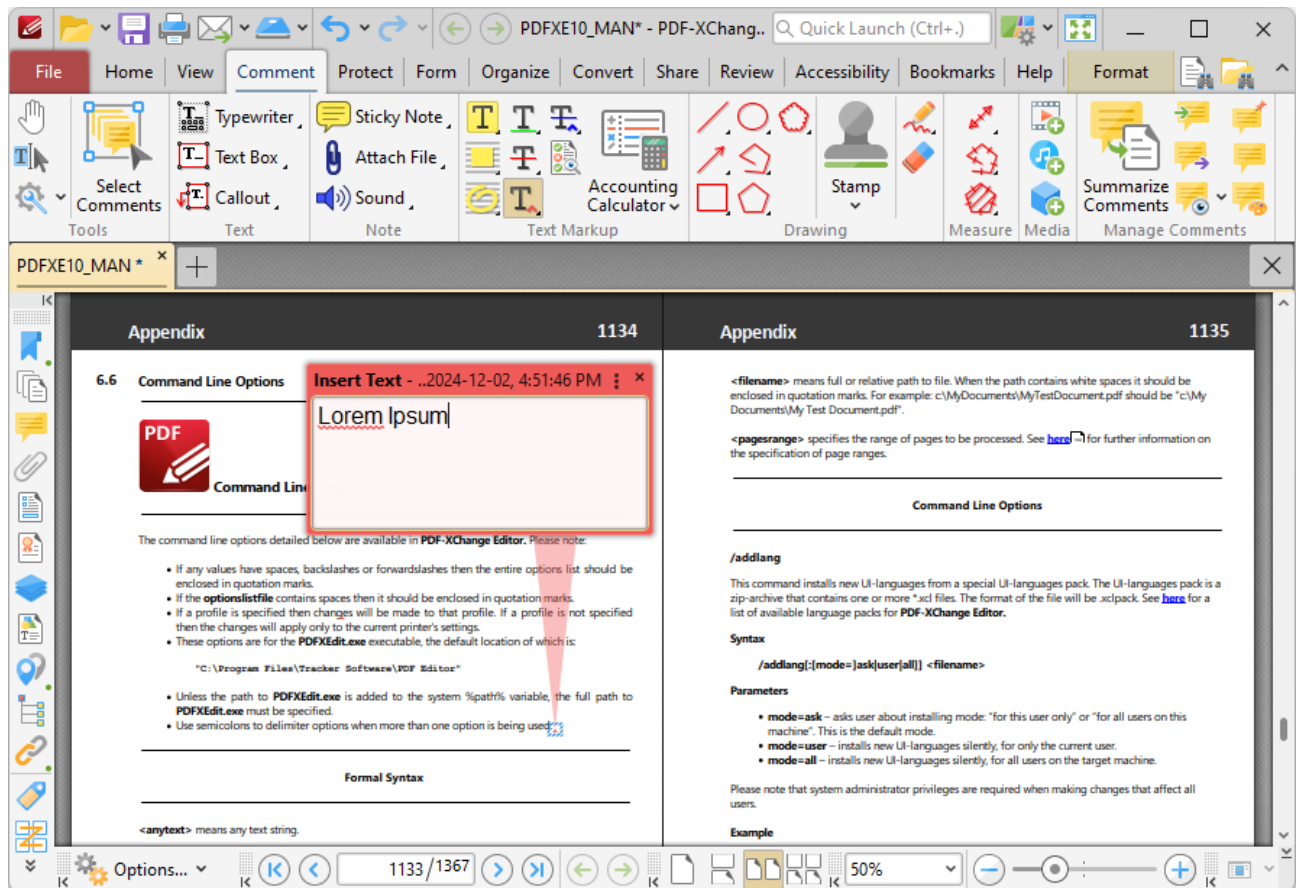 PDFXE10_MAN* - PDF-XChang..
Quick Launch (Ctrl+.)
File Home View Comment Protect Form Organize Convert Share Review Accessibility Bookmarks Help Format
Select Comments
Typewriter
Text Box
Callout
Sticky Note
Attach File
Sound
Accounting Calculator
Stamp
Summarize Comments
Tools Text Note Text Markup Drawing Measure Media Manage Comments
PDFXE10_MAN *
Appendix 1134
6.6 Command Line Options
PDF
Command Line
Insert Text - ..2024-12-02, 4:51:46 PM
Lorem Ipsum
The command line options detailed below are available in PDF-XChange Editor. Please note:
• If any values have spaces, backslashes or forwardslashes then the entire options list should be
enclosed in quotation marks.
• If the optionslistfile contains spaces then it should be enclosed in quotation marks.
• If a profile is specified then changes will be made to that profile. If a profile is not specified
then the changes will apply only to the current printer's settings.
• These options are for the PDFXEdit.exe executable, the default location of which is:
"C:\Program Files\Tracker Software\PDF Editor"
• Unless the path to PDFXEdit.exe is added to the system %path% variable, the full path to
PDFXEdit.exe must be specified.
• Use semicolons to delimiter options when more than one option is being used
Formal Syntax
<anytext> means any text string.
Appendix 1135
<filename> means full or relative path to file. When the path contains white spaces it should be
enclosed in quotation marks. For example: c:\MyDocuments\MyTestDocument.pdf should be "c:\My
Documents\My Test Document.pdf".
<pagesrange> specifies the range of pages to be processed. See here for further information on
the specification of page ranges.
Command Line Options
/addlang
This command installs new UI-languages from a special UI-languages pack. The UI-languages pack is a
zip-archive that contains one or more *.xcl files. The format of the file will be .xclpack. See here for a
list of available language packs for PDF-XChange Editor.
Syntax
/addlang[:[mode=]ask|user|all]] <filename>
Parameters
• mode=ask – asks user about installing mode: "for this user only" or "for all users on this
machine". This is the default mode.
• mode=user – installs new UI-languages silently, for only the current user.
• mode=all – installs new UI-languages silently, for all users on the target machine.
Please note that system administrator privileges are required when making changes that affect all
users.
Example
Options... 1133/1367 50%